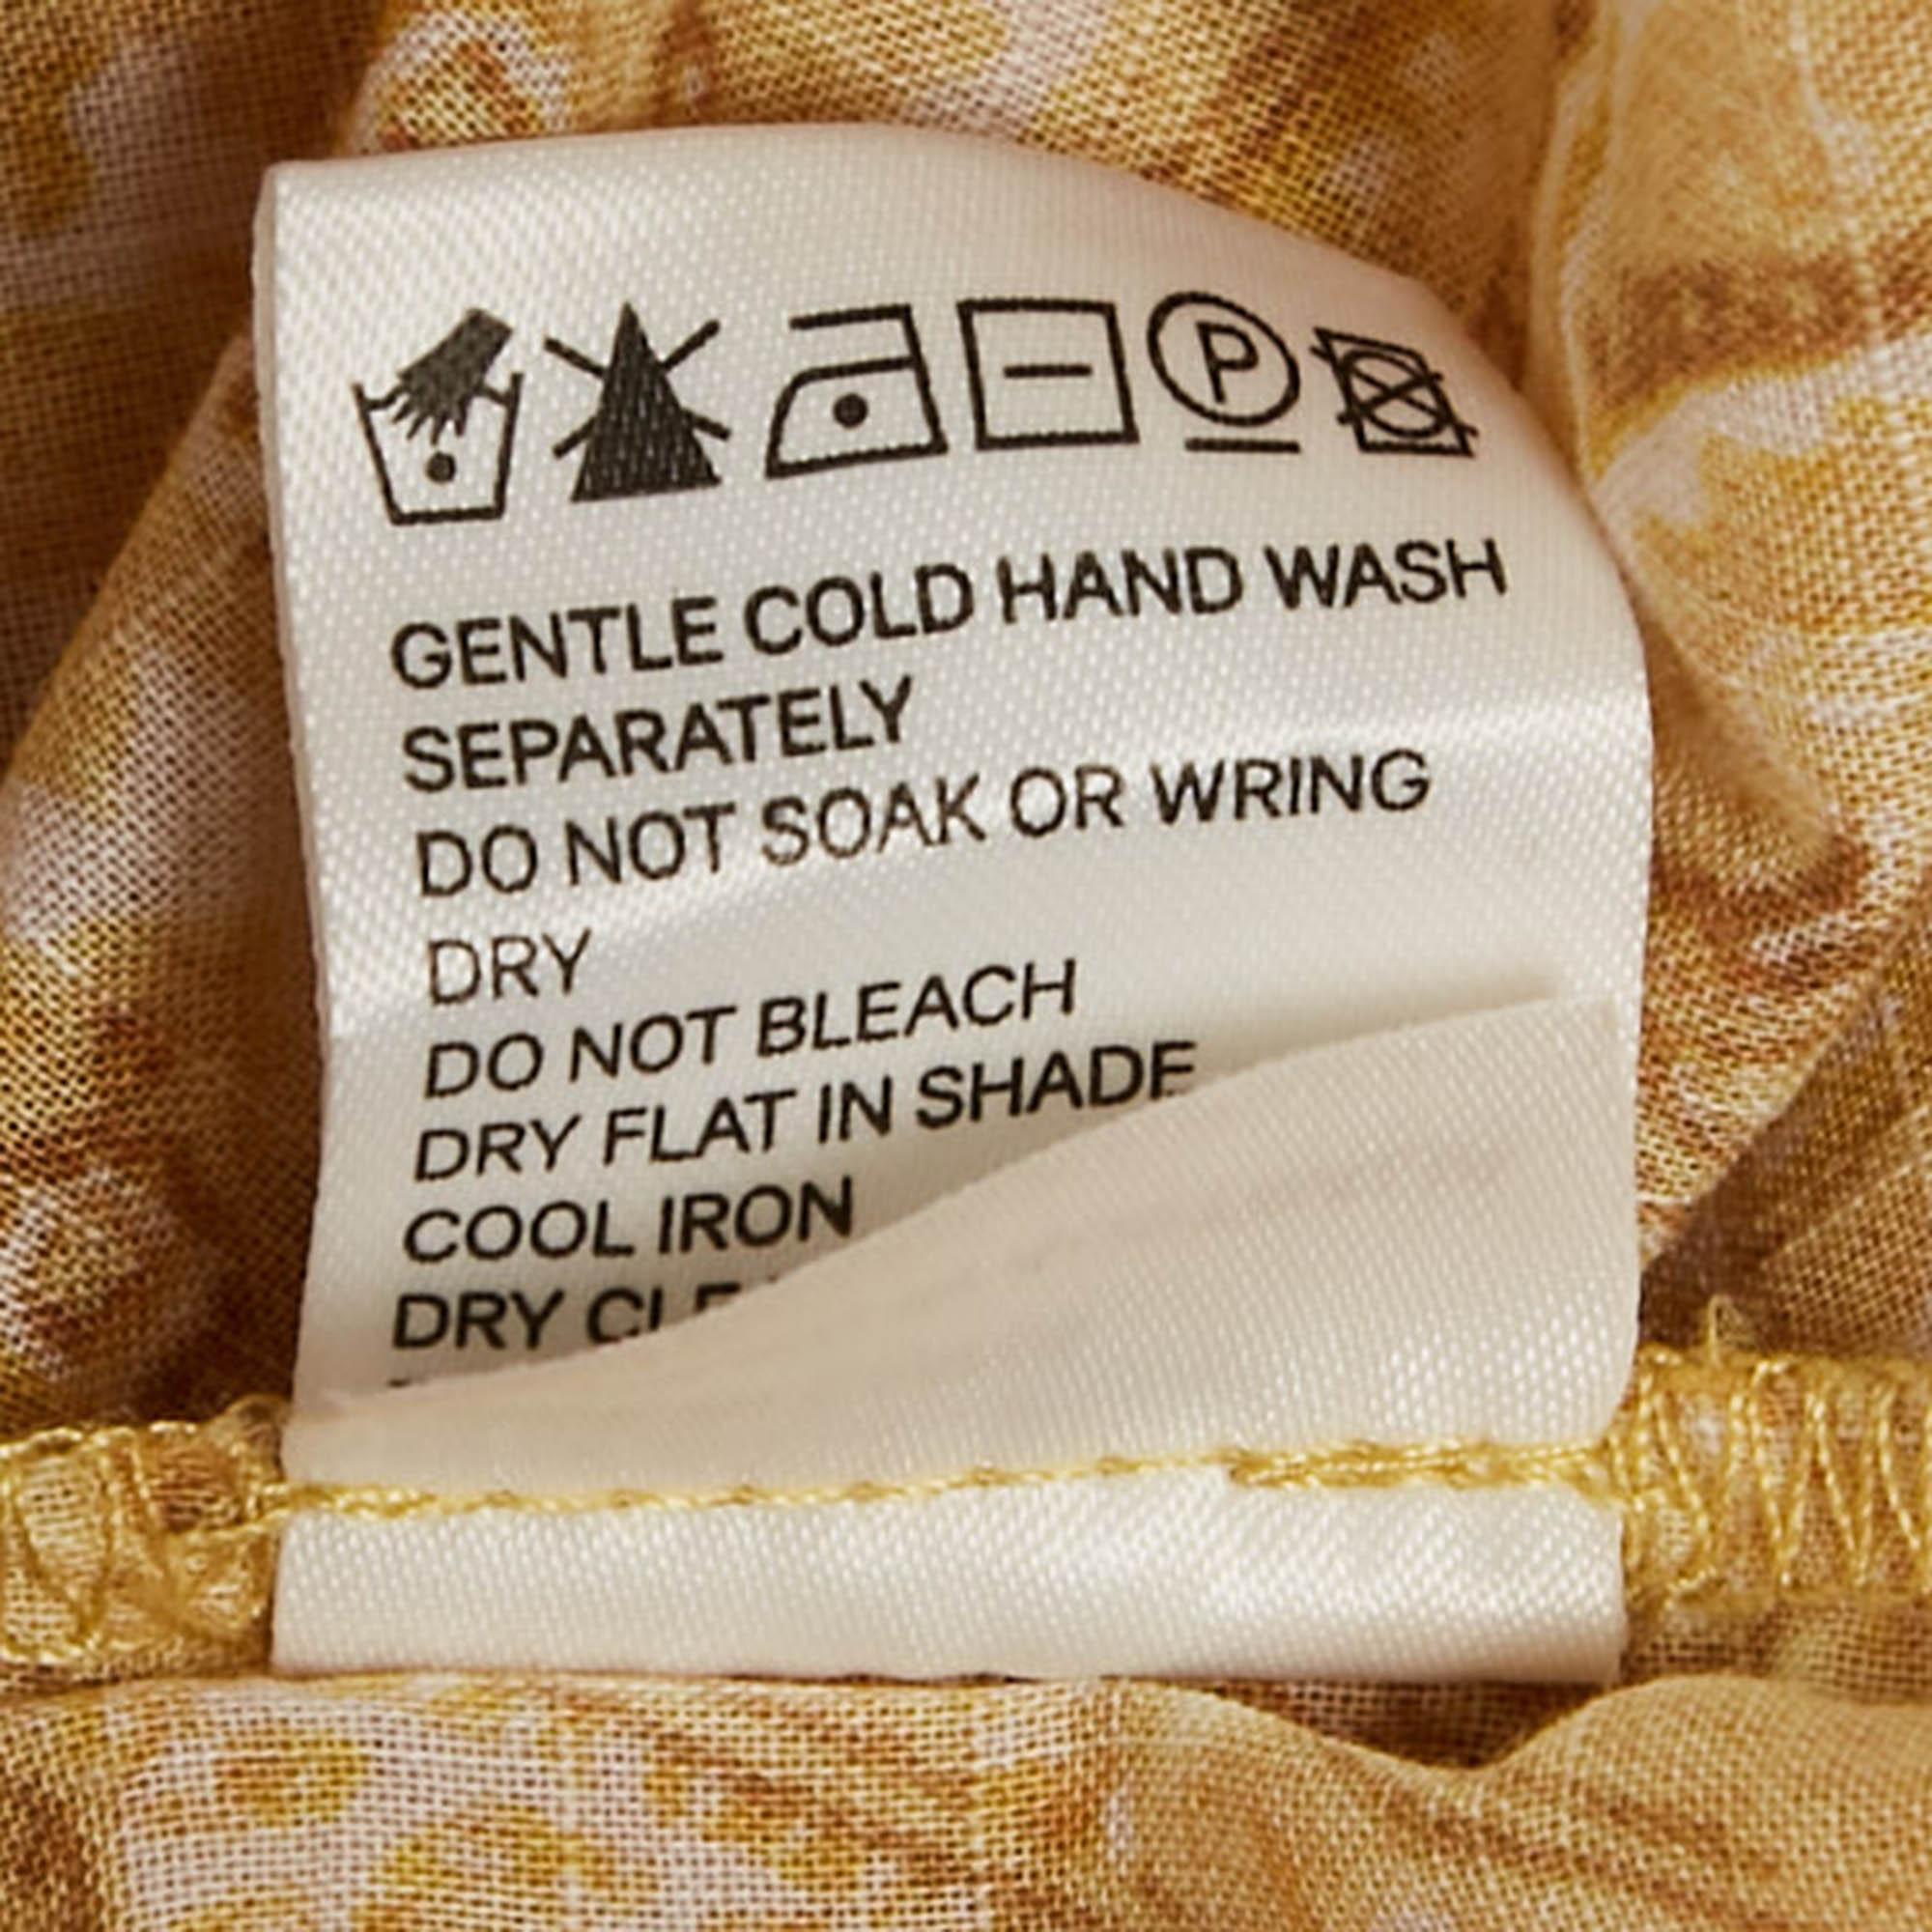 P
GENTLE COLD HAND WASH
SEPARATELY
DO NOT SOAK OR WRING
DRY
DO NOT BLEACH
DRY FLAT IN SHADE
COOL IRON
DRY